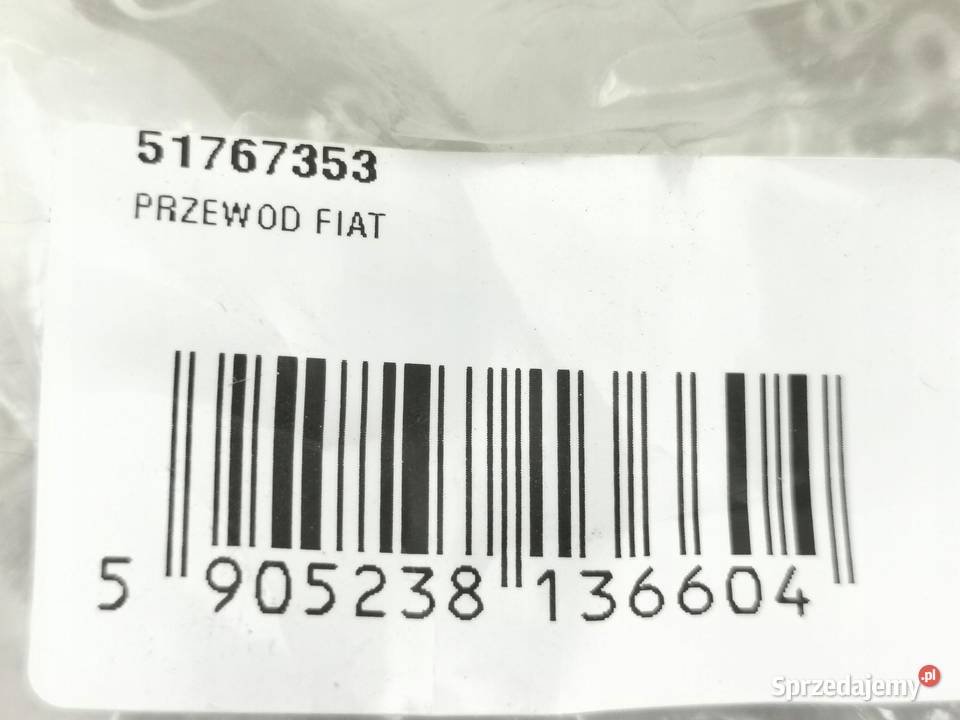 51767353
PRZEWOD FIAT
5 905238 136604
Sprzedajemy.pl